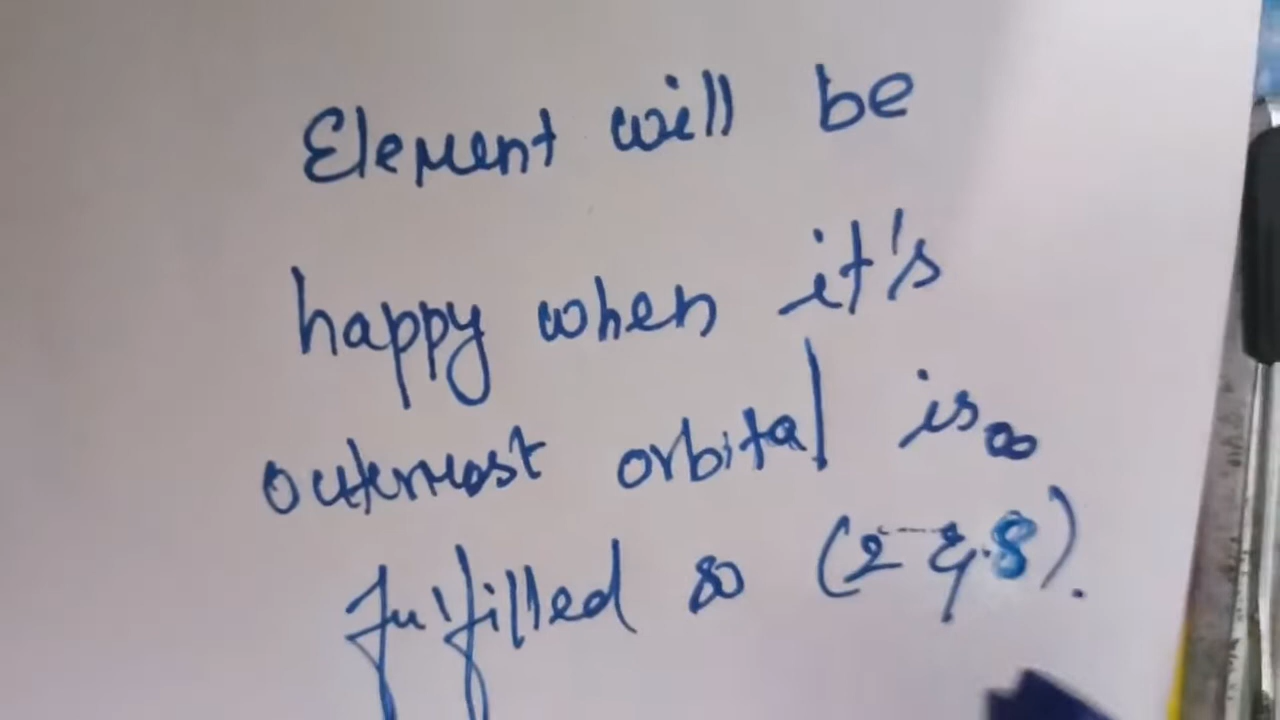 Element will be
happy when it's
outermost orbital is
fulfilled so (2 8).